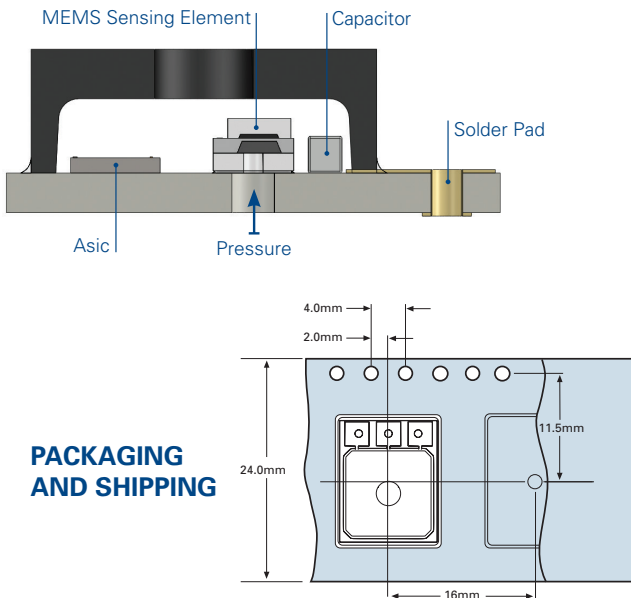 MEMS Sensing Element
Capacitor
Solder Pad
Asic
Pressure
4.0mm
2.0mm
11.5mm
PACKAGING
AND SHIPPING
24.0mm
16mm